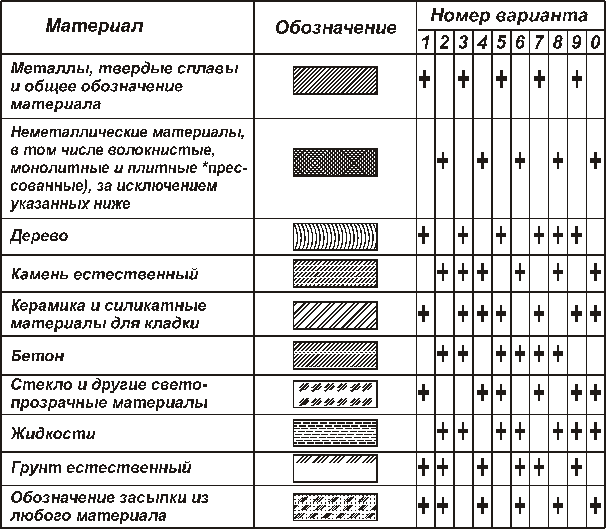 Материал
Обозначение
Номер варианта
1 2 3 4 5 6 7 8 9 0
Металлы, твердые сплавы
и общее обозначение
материала
+ + + + +
Неметаллические материалы,
в том числе волокнистые,
монолитные и плитные *прес-
сованные), за исключением
указанных ниже
+ + + + +
Дерево
+ + + + + +
Камень естественный
+ + + + + +
Керамика и силикатные
материалы для кладки
+ + + + + + +
Бетон
+ + + + + +
Стекло и другие свето-
прозрачные материалы
+ + + + + +
Жидкости
+ + + + + + +
Грунт естественный
+ + + + + +
Обозначение засыпки из
любого материала
+ + + + + +